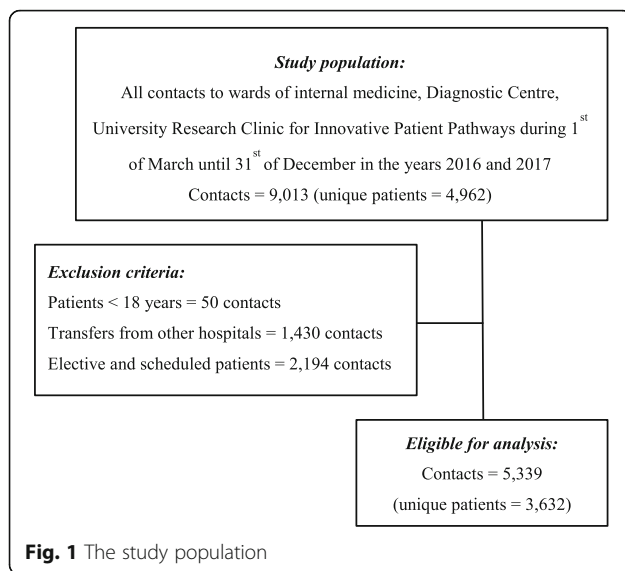 Study population:
All contacts to wards of internal medicine, Diagnostic Centre,
University Research Clinic for Innovative Patient Pathways during 1st
of March until 31st of December in the years 2016 and 2017
Contacts = 9,013 (unique patients = 4,962)
Exclusion criteria:
Patients < 18 years = 50 contacts
Transfers from other hospitals = 1,430 contacts
Elective and scheduled patients = 2,194 contacts
Eligible for analysis:
Contacts = 5,339
(unique patients = 3,632)
Fig. 1 The study population